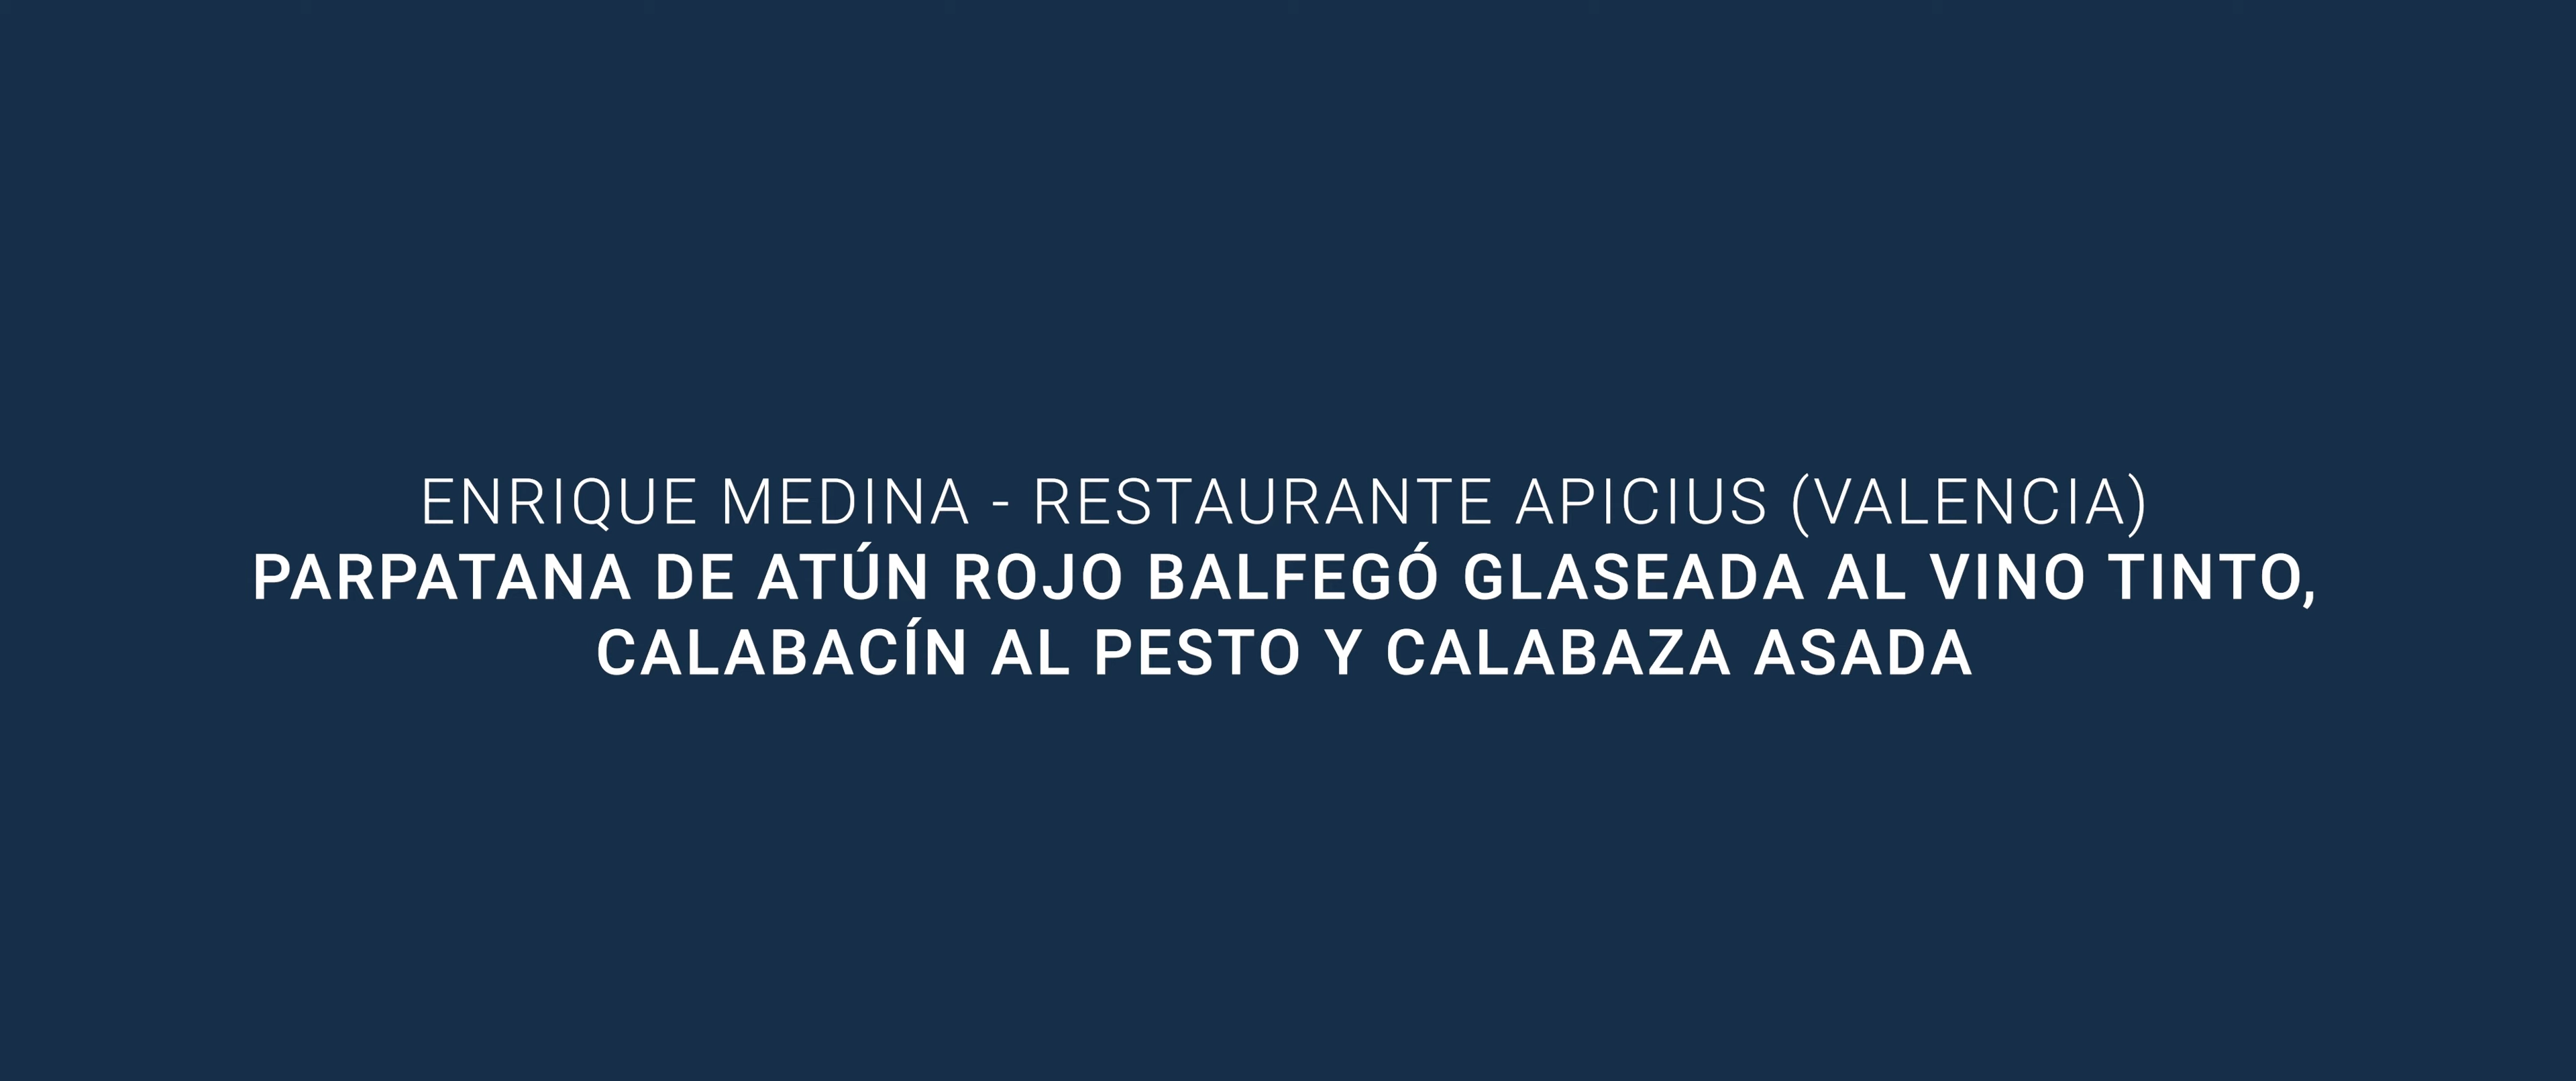 ENRIQUE MEDINA - RESTAURANTE APICIUS (VALENCIA)
PARPATANA DE ATÚN ROJO BALFEGÓ GLASEADA AL VINO TINTO,
CALABACÍN AL PESTO Y CALABAZA ASADA